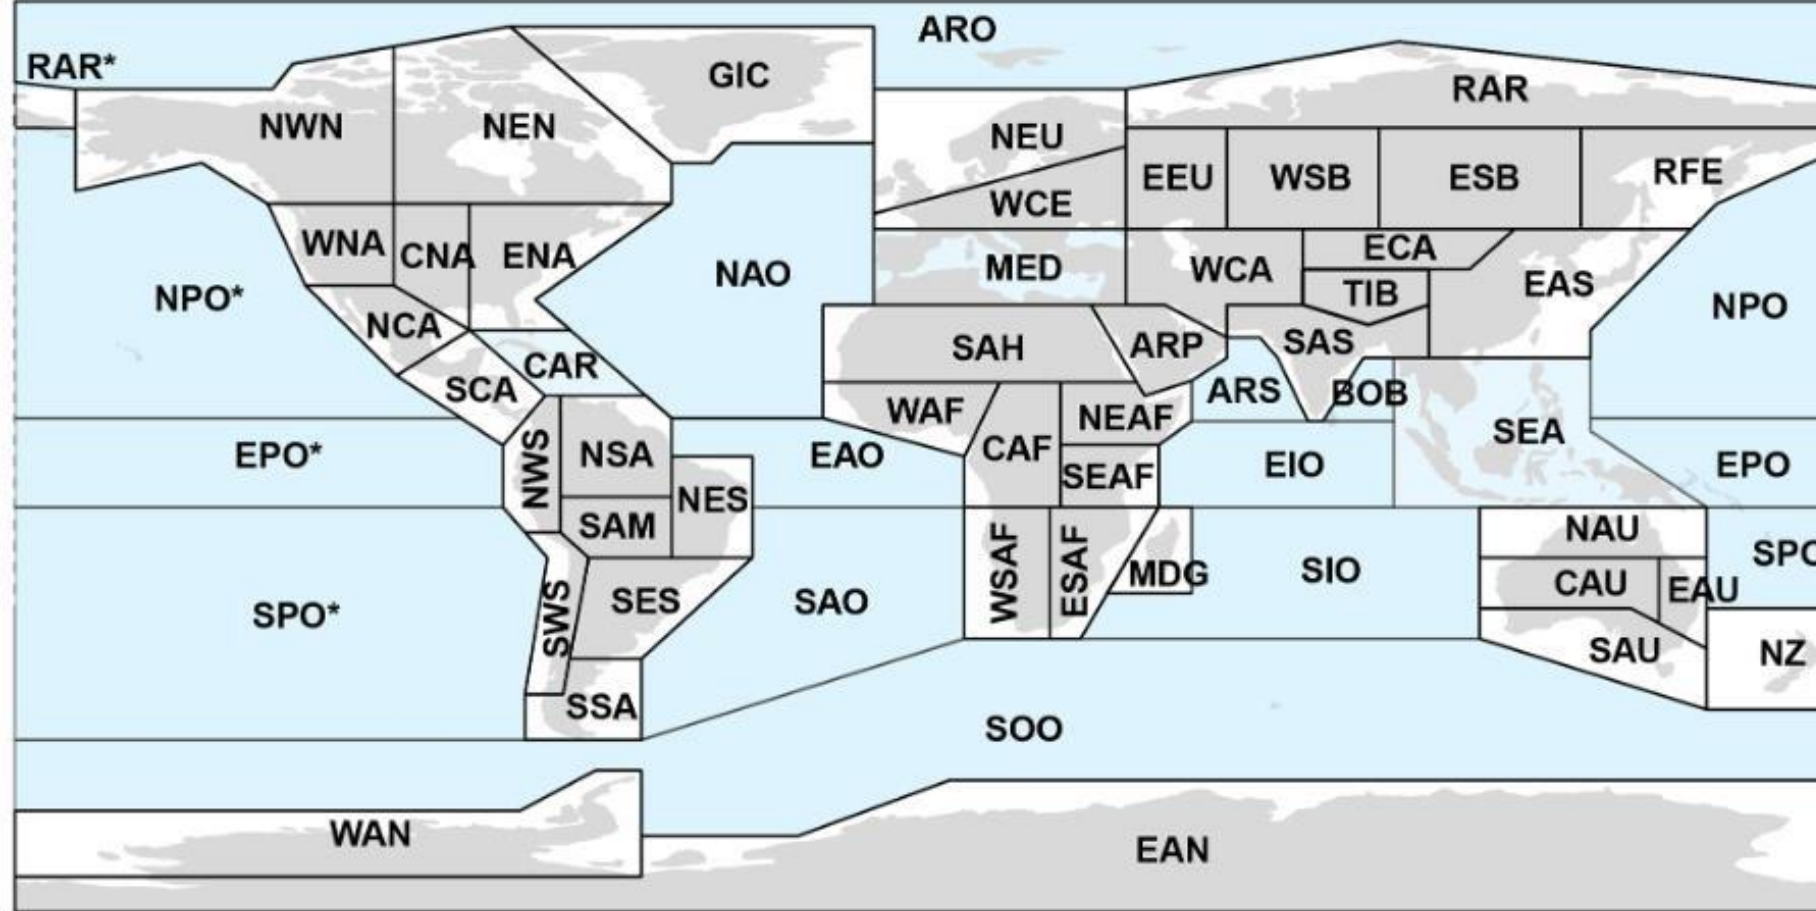 ARO
RAR*
GIC
RAR
NWN
NEN
NEU
EEU
WSB
ESB
RFE
WCE
WNA
CNA
ENA
NAO
MED
WCA
ECA
TIB
EAS
NPO*
NPO
NCA
SAH
ARP
SAS
CAR
SCA
WAF
NEAF
ARS
BOB
SEA
EPO*
NWS
NSA
EAO
CAF
SEAF
EIO
EPO
NES
SAM
NAU
SPO
WSAF
ESAF
MDG
SIO
CAU
EAU
SPO*
SWS
SES
SAO
SAU
NZ
SSA
SOO
WAN
EAN